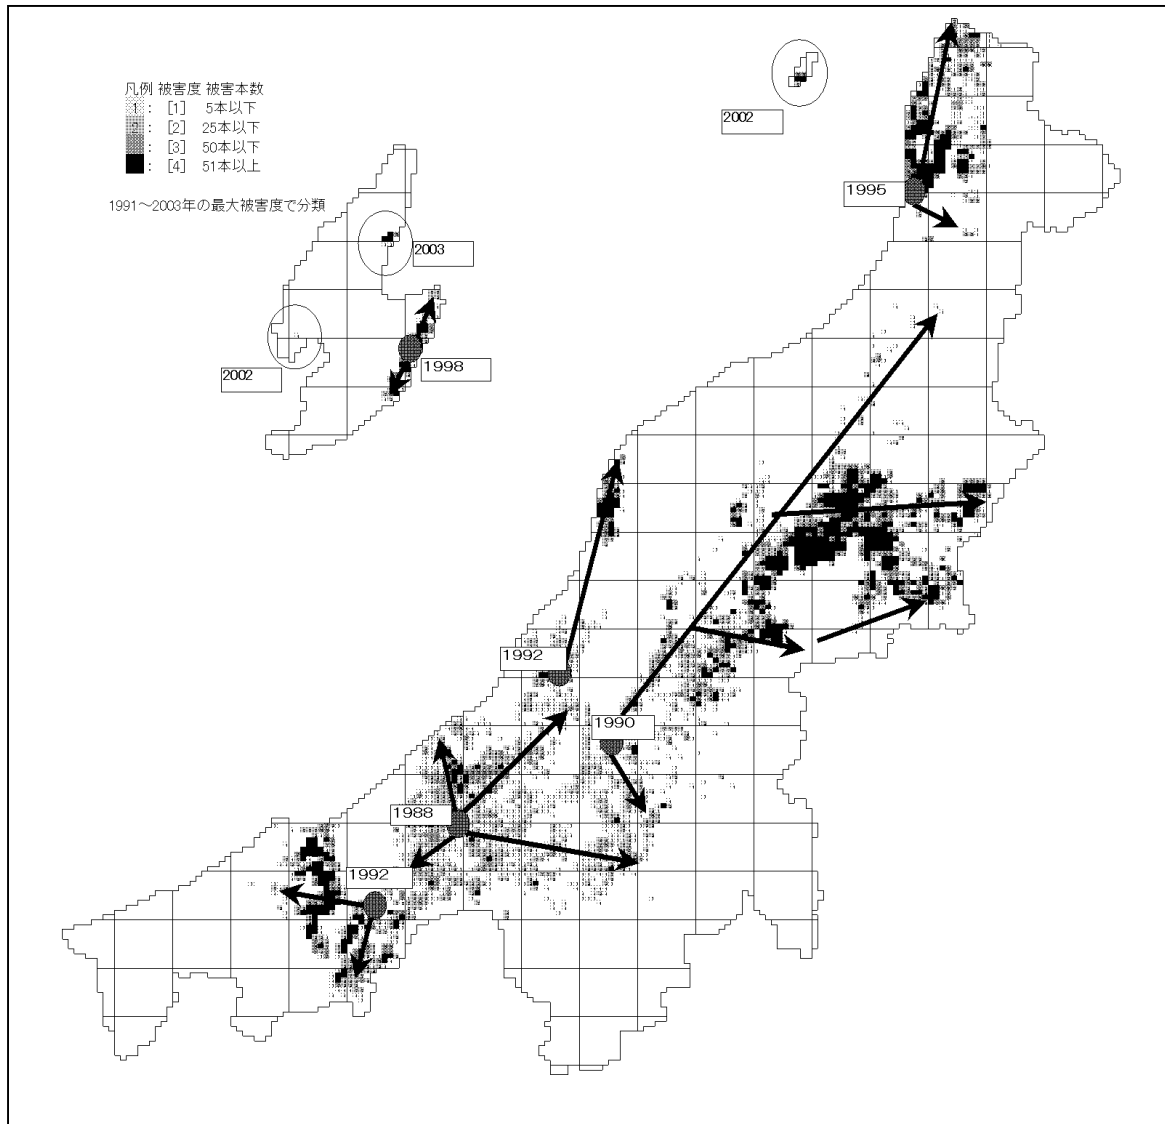 凡例 被害度 被害本数
1 : [1] 5本以下
2 : [2] 25本以下
: [3] 50本以下
: [4] 51本以上
1991～2003年の最大被害度で分類
2002
1995
2003
2002
1998
1992
1990
1988
1992